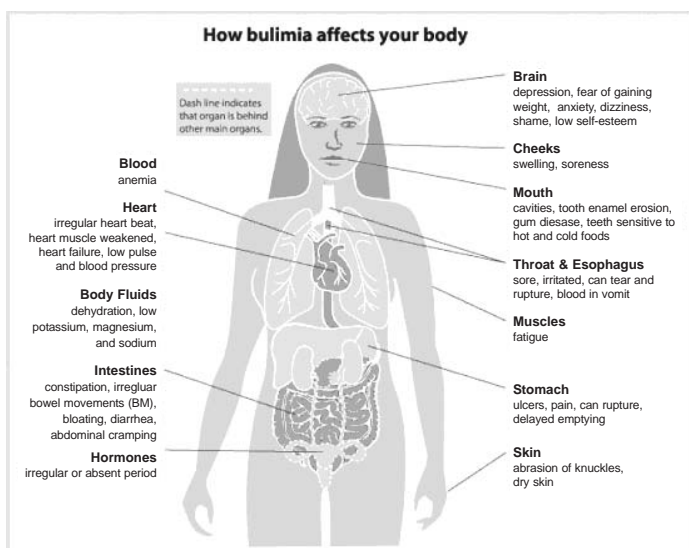 How bulimia affects your body
Dash line indicates
that organ is behind
other main organs.
Blood
anemia
Heart
irregular heart beat,
heart muscle weakened,
heart failure, low pulse
and blood pressure
Body Fluids
dehydration, low
potassium, magnesium,
and sodium
Intestines
constipation, irregluar
bowel movements (BM),
bloating, diarrhea,
abdominal cramping
Hormones
irregular or absent period
Brain
depression, fear of gaining
weight, anxiety, dizziness,
shame, low self-esteem
Cheeks
swelling, soreness
Mouth
cavities, tooth enamel erosion,
gum diesase, teeth sensitive to
hot and cold foods
Throat & Esophagus
sore, irritated, can tear and
rupture, blood in vomit
Muscles
fatigue
Stomach
ulcers, pain, can rupture,
delayed emptying
Skin
abrasion of knuckles,
dry skin